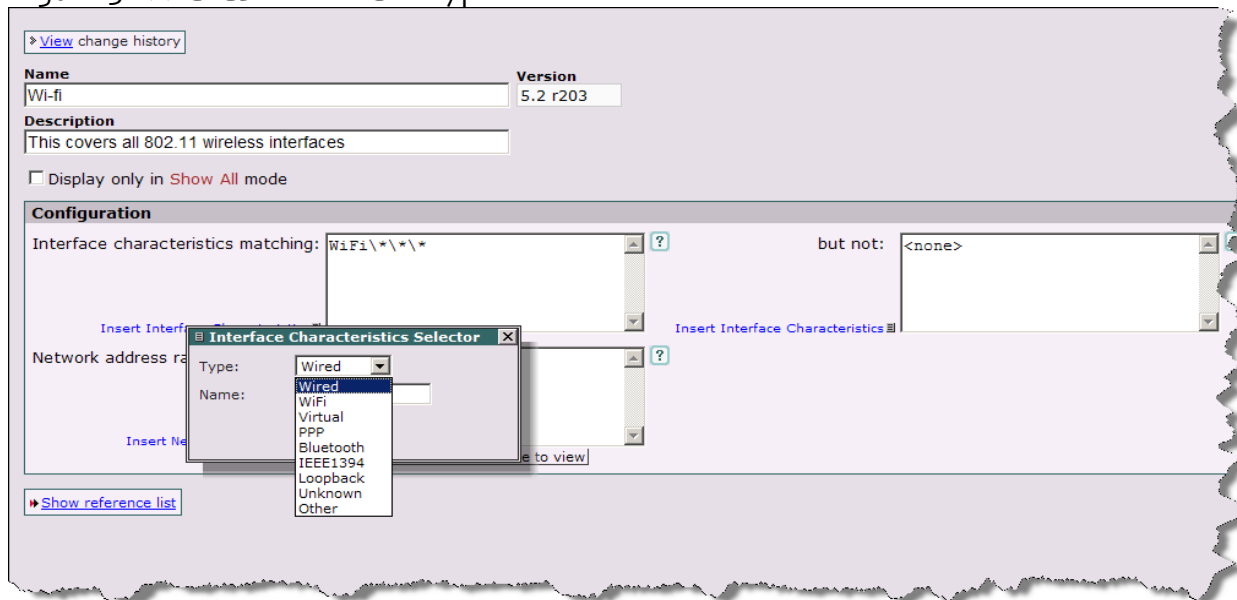 View change history
Name Version
Wi-fi 5.2 r203
Description
This covers all 802.11 wireless interfaces
Display only in Show All mode
Configuration
Interface characteristics matching: WiFi\*\*\* ? but not: <none>
Insert Interface Insert Interface Characteristics
Interface Characteristics Selector X
Network address ra ?
Type: Wired
Name:
Wired
WiFi
Virtual
PPP
Insert Ne
Bluetooth
e to view
IEEE1394
Loopback
Unknown
Other
Show reference list